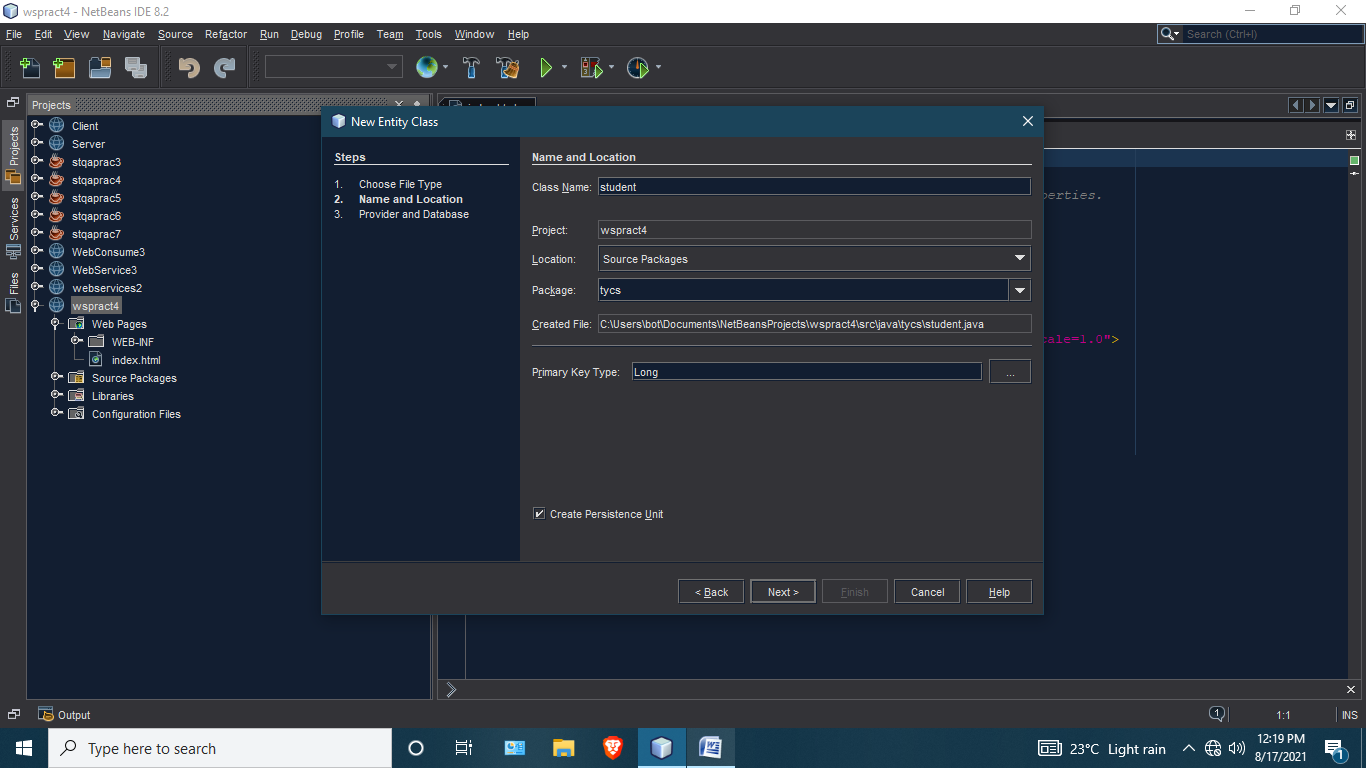 wspract4 - NetBeans IDE 8.2
File Edit View Navigate Source Refactor Run Debug Profile Team Tools Window Help
Search (Ctrl+I)
Projects
Projects
Services
Files
Client
Server
stqaprac3
stqaprac4
stqaprac5
stqaprac6
stqaprac7
WebConsume3
WebService3
webservices2
wspract4
Web Pages
WEB-INF
index.html
Source Packages
Libraries
Configuration Files
New Entity Class
Steps
1. Choose File Type
2. Name and Location
3. Provider and Database
Name and Location
Class Name: student
Project: wspract4
Location: Source Packages
Package: tycs
Created File: C:\Users\bot\Documents\NetBeansProjects\wspract4\src\java\tycs\student.java
Primary Key Type: Long ...
Create Persistence Unit
< Back Next > Finish Cancel Help
erties.
cale=1.0">
Output
1
1:1 INS
Type here to search
23°C Light rain
12:19 PM
8/17/2021
1